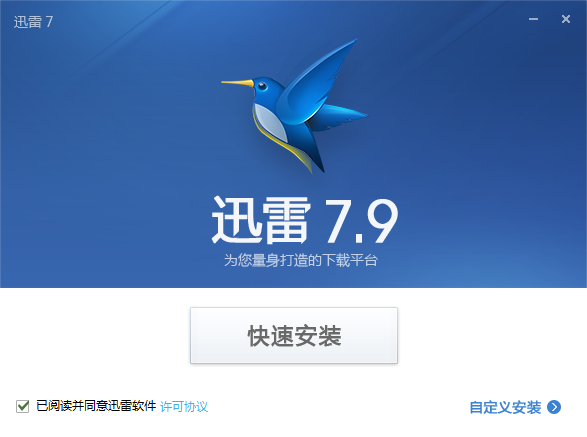 迅雷 7
迅雷 7.9
为您量身打造的下载平台
快速安装
已阅读并同意迅雷软件 许可协议
自定义安装